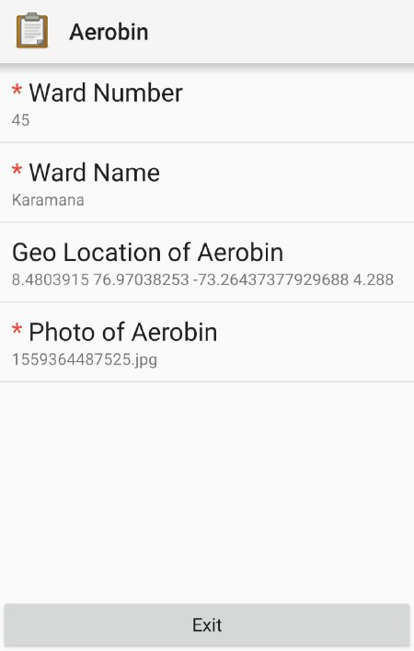 Aerobin
* Ward Number
45
* Ward Name
Karamana
Geo Location of Aerobin
8.4803915 76.97038253 -73.26437377929688 4.288
* Photo of Aerobin
1559364487525.jpg
Exit